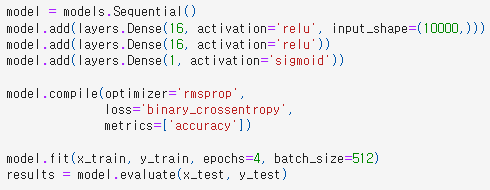 model = models.Sequential()
model.add(layers.Dense(16, activation='relu', input_shape=(10000,)))
model.add(layers.Dense(16, activation='relu'))
model.add(layers.Dense(1, activation='sigmoid'))

model.compile(optimizer='rmsprop',
              loss='binary_crossentropy',
              metrics=['accuracy'])

model.fit(x_train, y_train, epochs=4, batch_size=512)
results = model.evaluate(x_test, y_test)